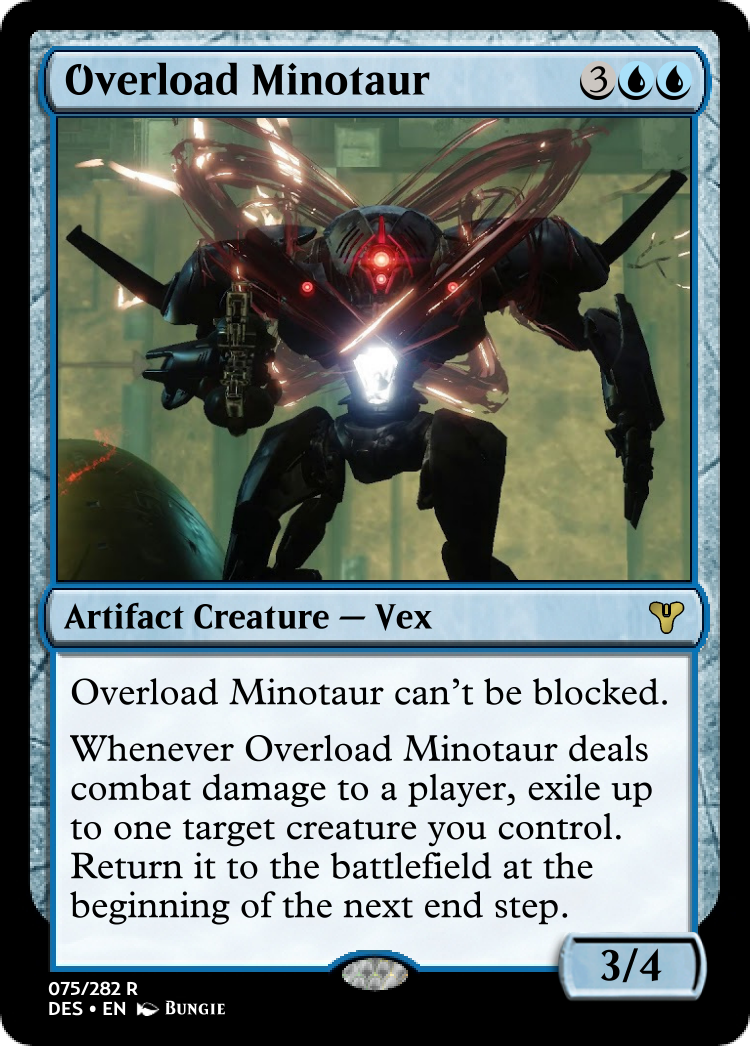 Overload Minotaur 3
Artifact Creature — Vex
Overload Minotaur can't be blocked.
Whenever Overload Minotaur deals
combat damage to a player, exile up
to one target creature you control.
Return it to the battlefield at the
beginning of the next end step.
3/4
075/282 R
DES • EN Bungie